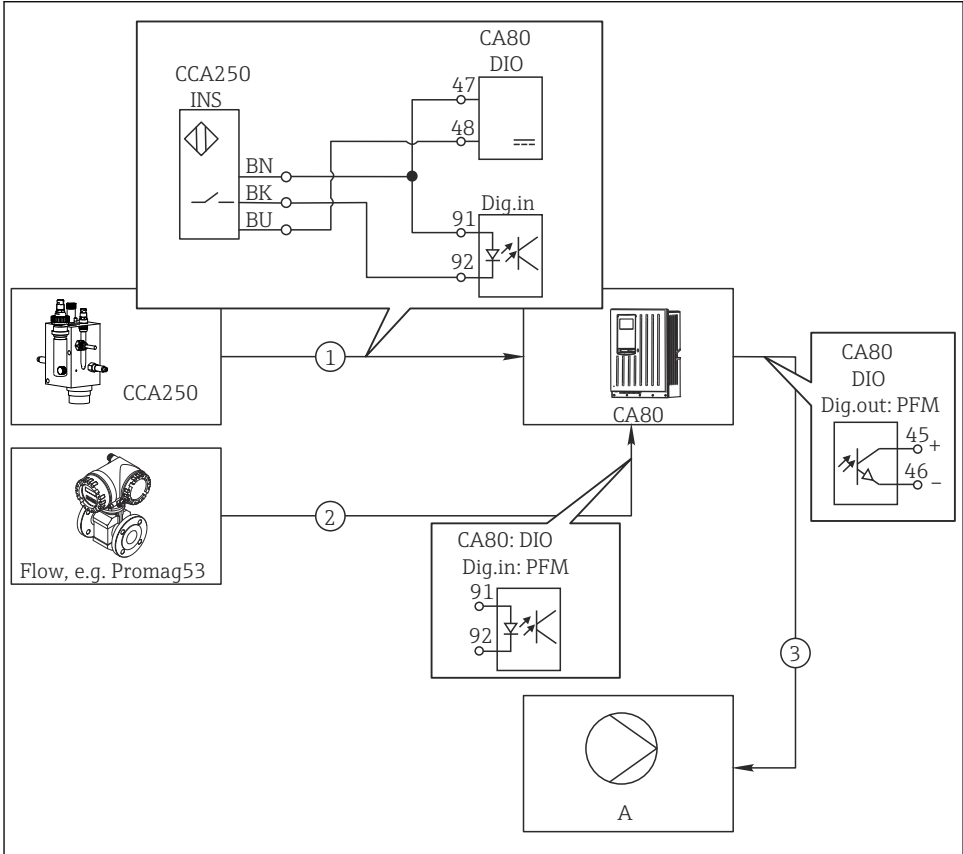 CA80
DIO
CCA250
INS
47
48
BN
BK
BU
Dig.in
91
92
CCA250
1
CA80
CA80
DIO
Dig.out: PFM
45
+
46
-
Flow, e.g. Promag53
2
CA80: DIO
Dig.in: PFM
91
92
3
A